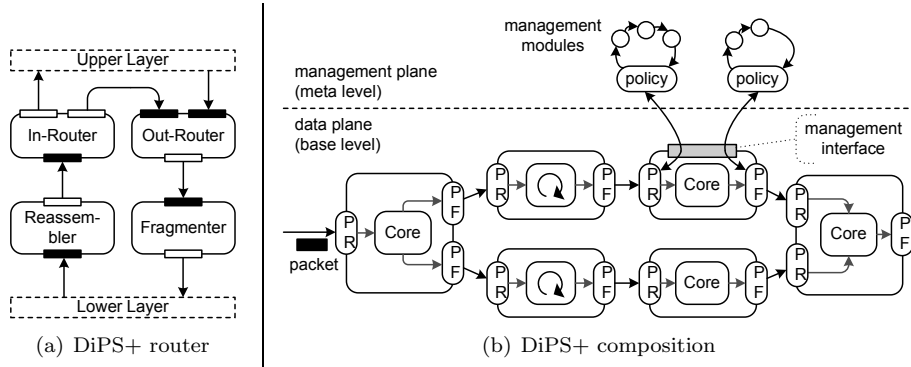 Upper Layer
In-Router
Out-Router
Reassem-
bler
Fragmenter
Lower Layer
(a) DiPS+ router
management
modules
policy
policy
management plane
(meta level)
data plane
(base level)
management
interface
packet
P
R
Core
P
F
P
F
P
R
P
F
P
R
Core
P
F
P
R
P
F
P
R
Core
P
F
P
R
P
R
Core
P
F
(b) DiPS+ composition